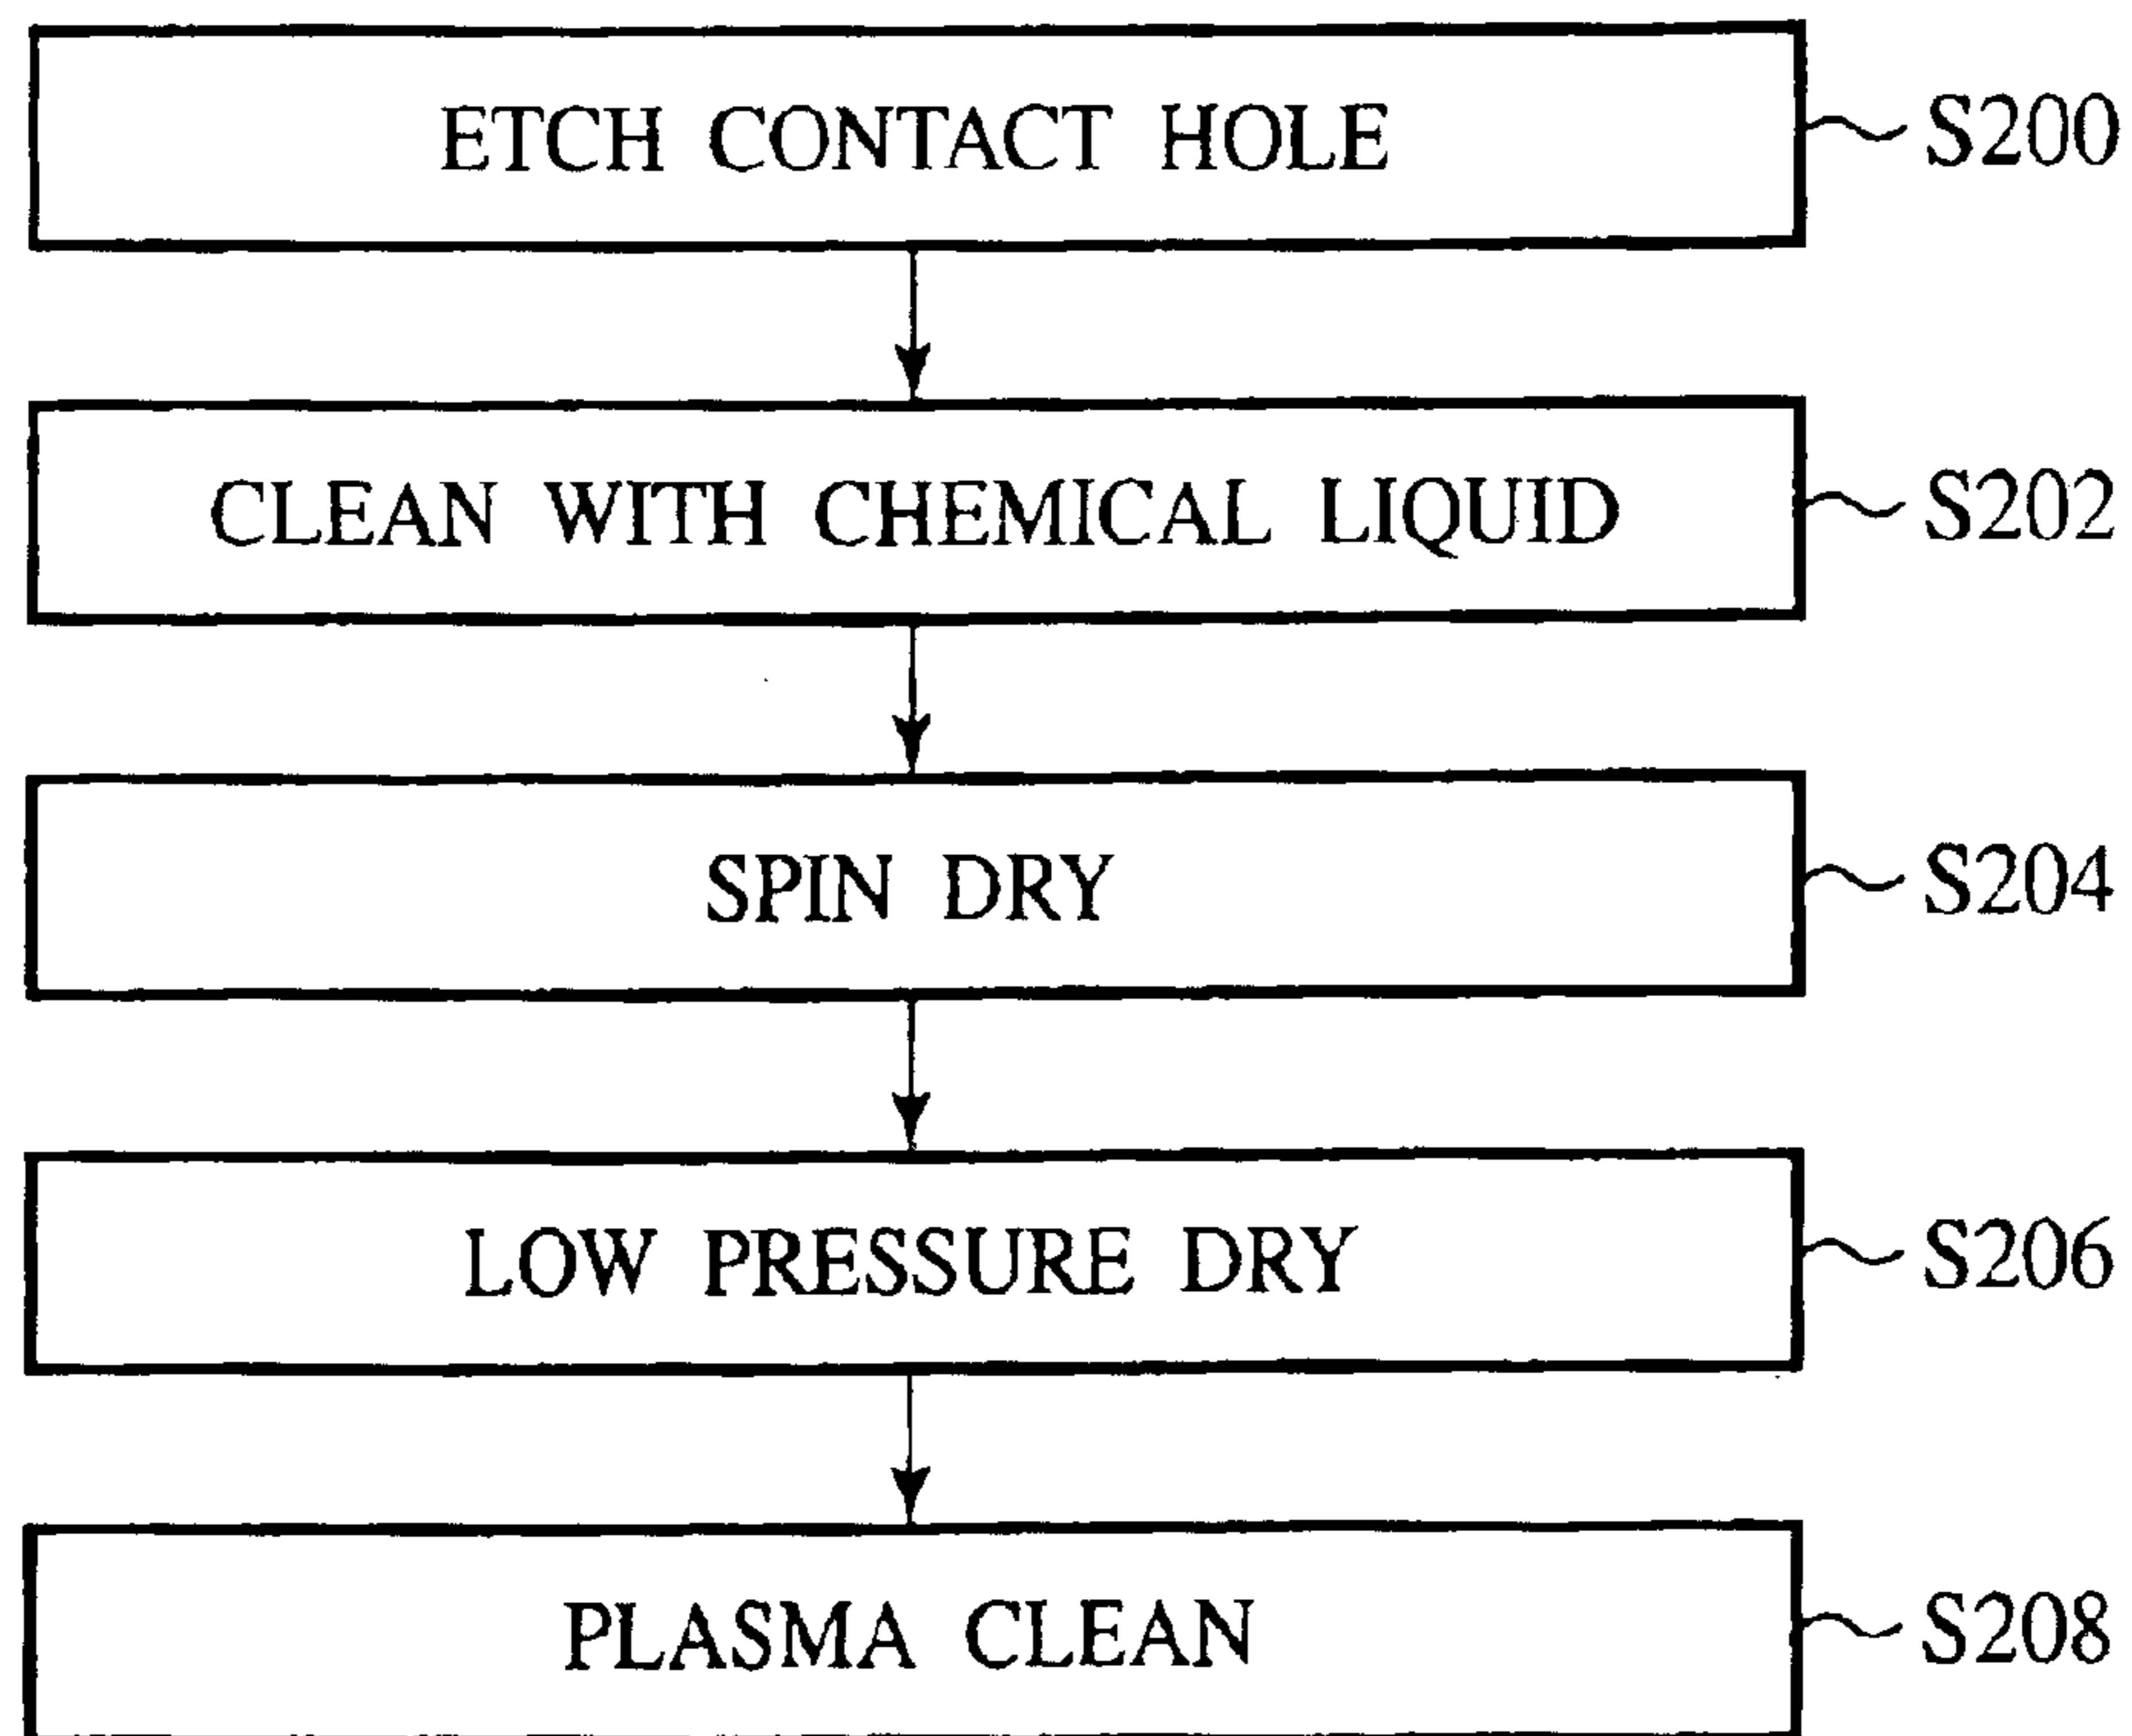 ETCH CONTACT HOLE S200
CLEAN WITH CHEMICAL LIQUID S202
SPIN DRY S204
LOW PRESSURE DRY S206
PLASMA CLEAN S208